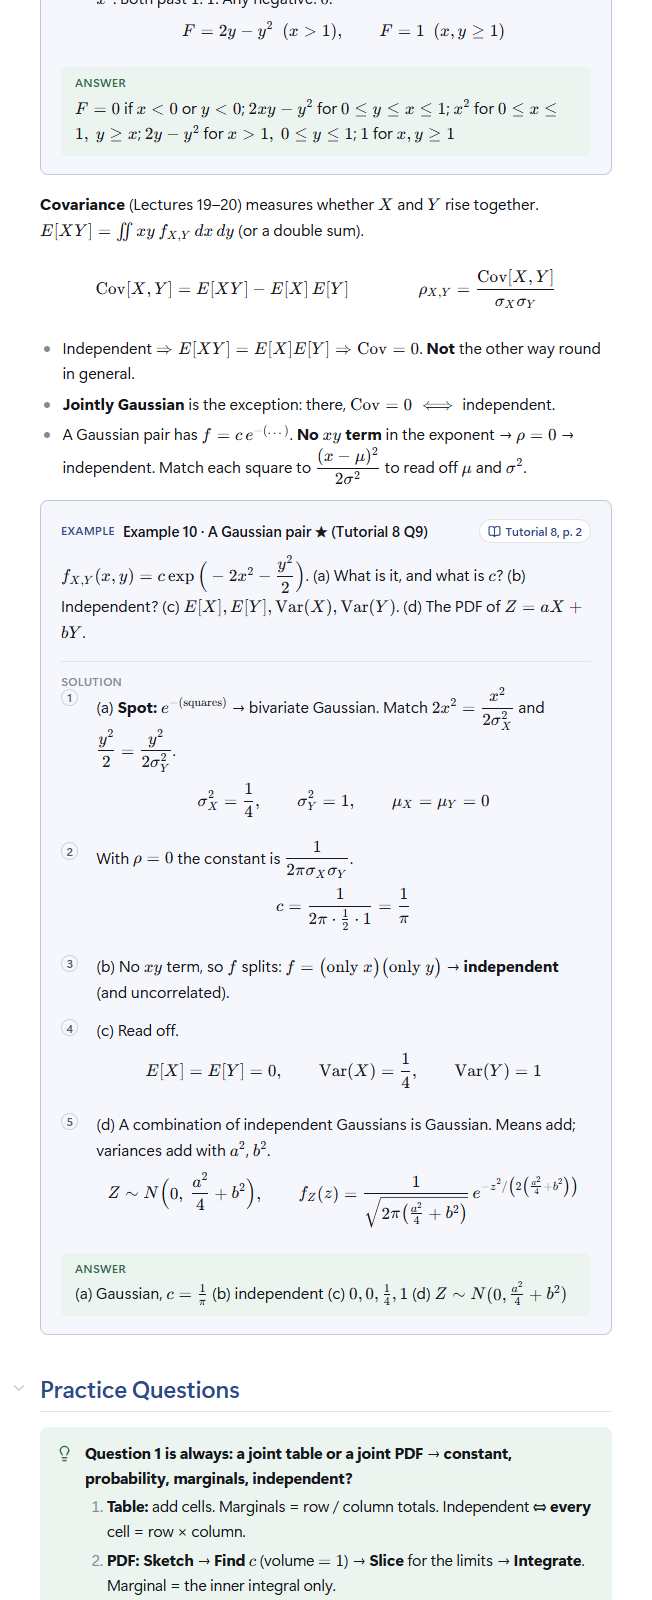 F = 2y − y² (x > 1),  F = 1 (x, y ≥ 1)
ANSWER
F = 0 if x < 0 or y < 0; 2xy − y² for 0 ≤ y ≤ x ≤ 1; x² for 0 ≤ x ≤
1, y ≥ x; 2y − y² for x > 1, 0 ≤ y ≤ 1; 1 for x, y ≥ 1
Covariance (Lectures 19–20) measures whether X and Y rise together.
E[XY] = ∬ xy f_{X,Y} dx dy (or a double sum).
Cov[X, Y] = E[XY] − E[X] E[Y]  ρ_{X,Y} = Cov[X, Y] / σ_X σ_Y
• Independent ⇒ E[XY] = E[X]E[Y] ⇒ Cov = 0. Not the other way round
in general.
• Jointly Gaussian is the exception: there, Cov = 0 ⟺ independent.
• A Gaussian pair has f = c e^{−(⋯)}. No xy term in the exponent → ρ = 0 →
independent. Match each square to (x − μ)² / 2σ² to read off μ and σ².
EXAMPLE Example 10 · A Gaussian pair ★ (Tutorial 8 Q9) Tutorial 8, p. 2
f_{X,Y}(x, y) = c exp(− 2x² − y²/2). (a) What is it, and what is c? (b)
Independent? (c) E[X], E[Y], Var(X), Var(Y). (d) The PDF of Z = aX +
bY.
SOLUTION
1 (a) Spot: e^{−(squares)} → bivariate Gaussian. Match 2x² = x² / 2σ_X² and
y²/2 = y² / 2σ_Y².
σ_X² = 1/4,  σ_Y² = 1,  μ_X = μ_Y = 0
2 With ρ = 0 the constant is 1 / 2πσ_Xσ_Y.
c = 1 / (2π · ½ · 1) = 1/π
3 (b) No xy term, so f splits: f = (only x)(only y) → independent
(and uncorrelated).
4 (c) Read off.
E[X] = E[Y] = 0,  Var(X) = 1/4,  Var(Y) = 1
5 (d) A combination of independent Gaussians is Gaussian. Means add;
variances add with a², b².
Z ∼ N(0, a²/4 + b²),  f_Z(z) = 1 / √(2π(a²/4 + b²)) e^{−z²/(2(a²/4 + b²))}
ANSWER
(a) Gaussian, c = 1/π (b) independent (c) 0, 0, 1/4, 1 (d) Z ∼ N(0, a²/4 + b²)
Practice Questions
Question 1 is always: a joint table or a joint PDF → constant,
probability, marginals, independent?
1. Table: add cells. Marginals = row / column totals. Independent ⇔ every
cell = row × column.
2. PDF: Sketch → Find c (volume = 1) → Slice for the limits → Integrate.
Marginal = the inner integral only.